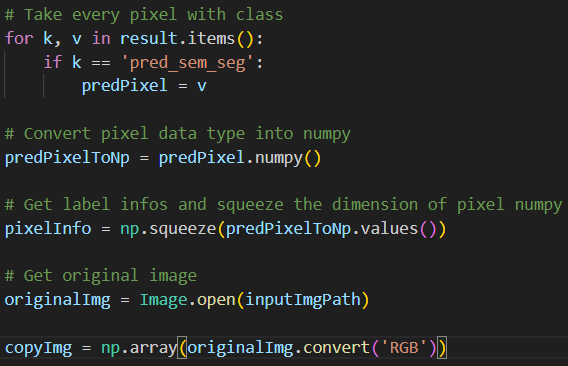 # Take every pixel with class
for k, v in result.items():
    if k == 'pred_sem_seg':
        predPixel = v

# Convert pixel data type into numpy
predPixelToNp = predPixel.numpy()

# Get label infos and squeeze the dimension of pixel numpy
pixelInfo = np.squeeze(predPixelToNp.values())

# Get original image
originalImg = Image.open(inputImgPath)

copyImg = np.array(originalImg.convert('RGB'))